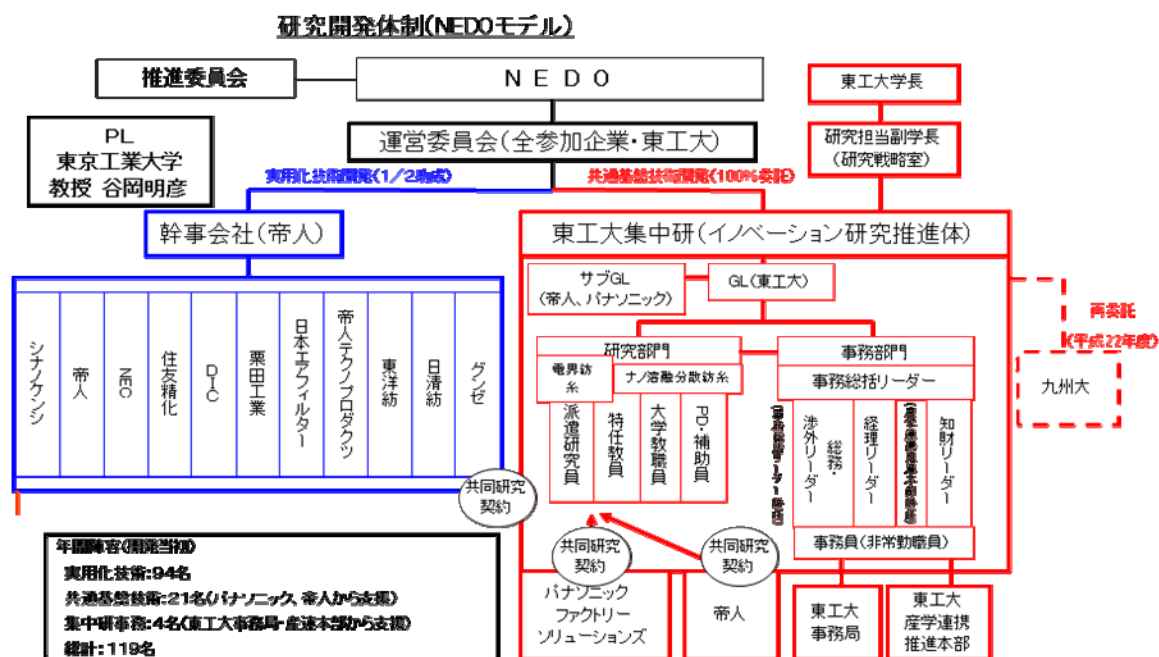 研究開発体制(NEDOモデル)
推進委員会
NEDO
東工大学長
PL
東京工業大学
教授 谷岡明彦
運営委員会(全参加企業・東工大)
研究担当副学長
(研究戦略室)
実用化技術開発(1/2助成)
共通基盤技術開発(100%委託)
幹事会社(帝人)
東工大集中研(イノベーション研究推進体)
サブGL
(帝人、パナソニック)
GL(東工大)
再委託
(平成22年度)
九州大
シナノケンシ
帝人
NEC
住友精化
DIC
栗田工業
日本エアフィルター
帝人テクノプロダクツ
東洋紡
日清紡
グンゼ
研究部門
電界紡
糸
ナノ溶融分散紡糸
派遣研究員
特任教員
大学教職員
PD・補助員
事務部門
事務総括リーダー
総務・
渉外リーダー
経理リーダー
知財リーダー
事務員(非常勤職員)
共同研究
契約
共同研究
契約
共同研究
契約
パナソニック
ファクトリー
ソリューションズ
帝人
東工大
事務局
東工大
産学連携
推進本部
年間陣容(開発当初)
実用化技術:94名
共通基盤技術:21名(パナソニック、帝人から支援)
集中研事務:4名(東工大事務局・産連本部から支援)
総計:119名